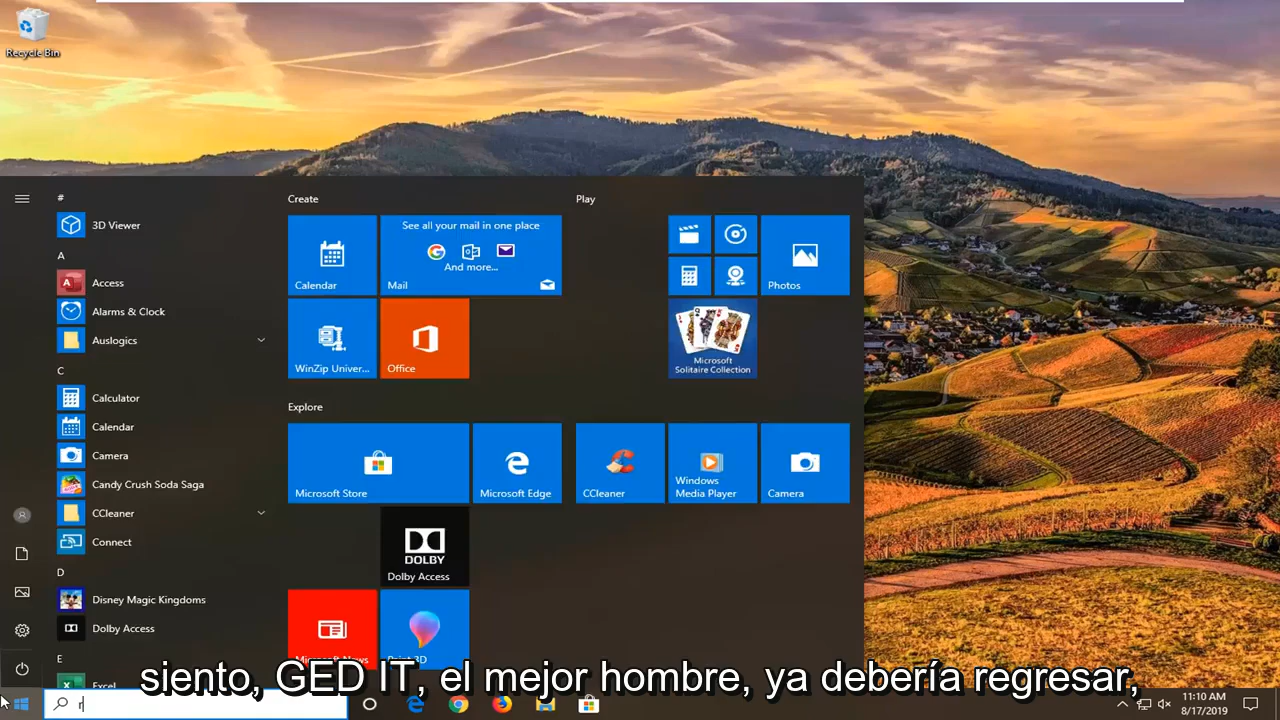 Recycle Bin
#
3D Viewer
A
Access
Alarms & Clock
Auslogics
C
Calculator
Calendar
Camera
Candy Crush Soda Saga
CCleaner
Connect
D
Disney Magic Kingdoms
Dolby Access
E
Excel
Create
Calendar
See all your mail in one place
And more...
Mail
WinZip Univer...
Office
Explore
Microsoft Store
Microsoft Edge
DOLBY
Dolby Access
Microsoft News
Paint 3D
Play
Photos
Microsoft
Solitaire Collection
CCleaner
Windows
Media Player
Camera
siento, GED IT, el mejor hombre, ya debería regresar,
r
11:10 AM
8/17/2019